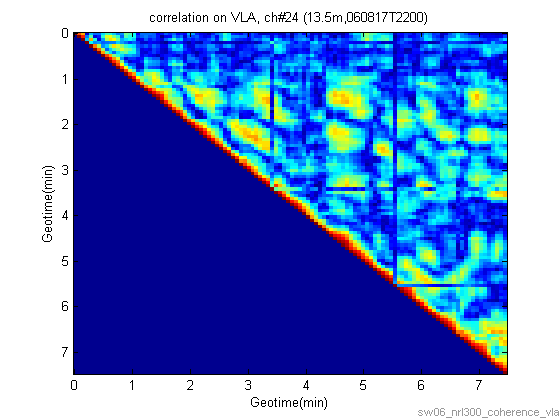 correlation on VLA, ch#24 (13.5m,060817T2200)
0
1
2
3
4
5
6
7
Geotime(min)
0 1 2 3 4 5 6 7
Geotime(min)
sw06_nrl300_coherence_vla